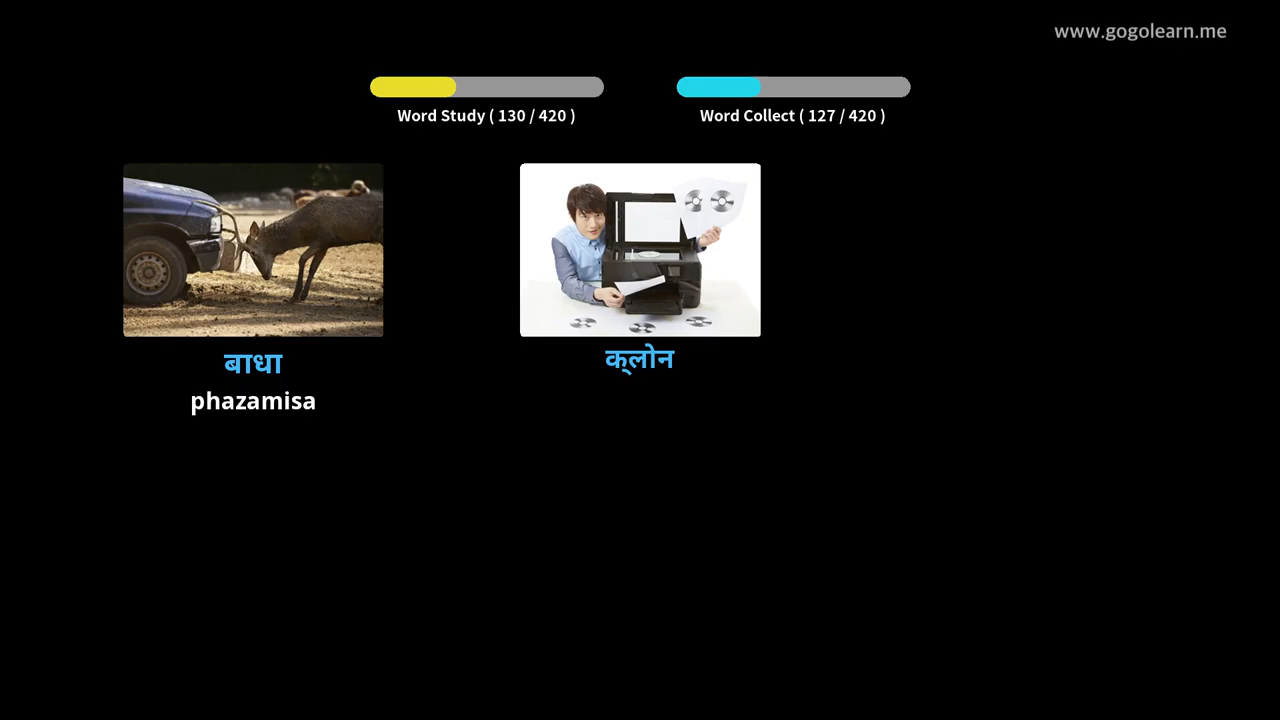 www.gogolearn.me
Word Study ( 130 / 420 )
Word Collect ( 127 / 420 )
बाधा
phazamisa
क्लोन